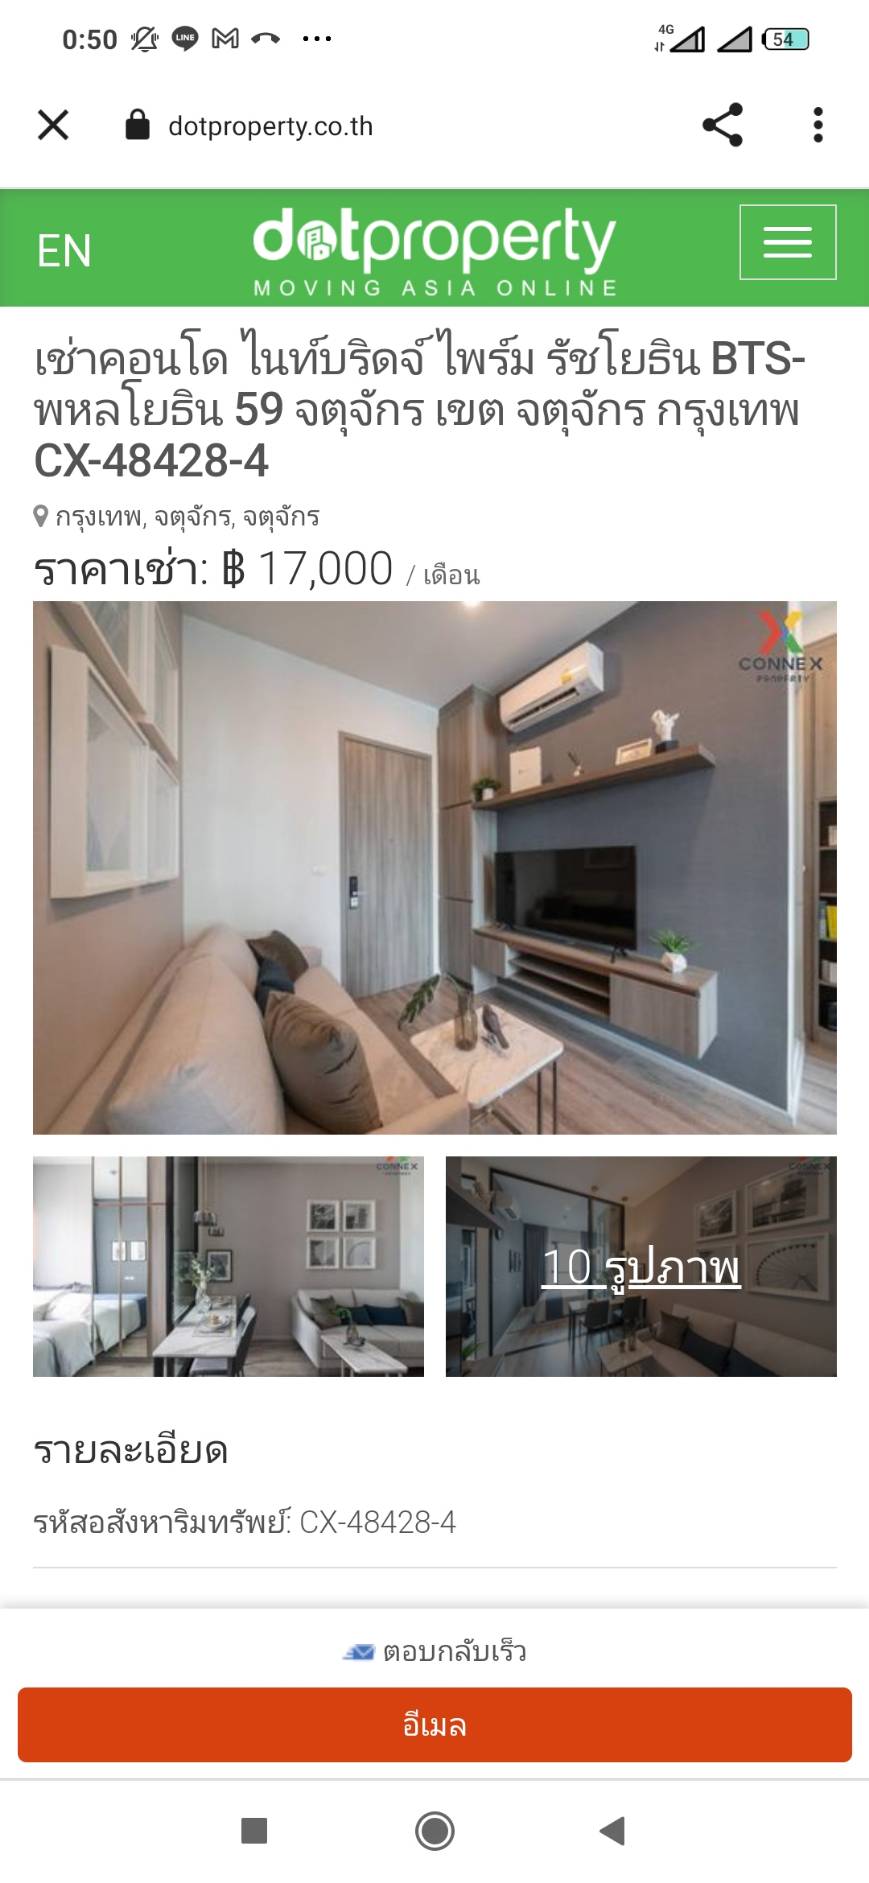 0:50
LINE
4G
54
dotproperty.co.th
EN
dotproperty
MOVING ASIA ONLINE
เช่าคอนโด ไนท์บริดจ์ ไพร์ม รัชโยธิน BTS-
พหลโยธิน 59 จตุจักร เขต จตุจักร กรุงเทพ
CX-48428-4
กรุงเทพ, จตุจักร, จตุจักร
ราคาเช่า: ฿ 17,000 / เดือน
CONNEX
PROPERTY
CONNEX
CONNEX
10 รูปภาพ
รายละเอียด
รหัสอสังหาริมทรัพย์: CX-48428-4
ตอบกลับเร็ว
อีเมล